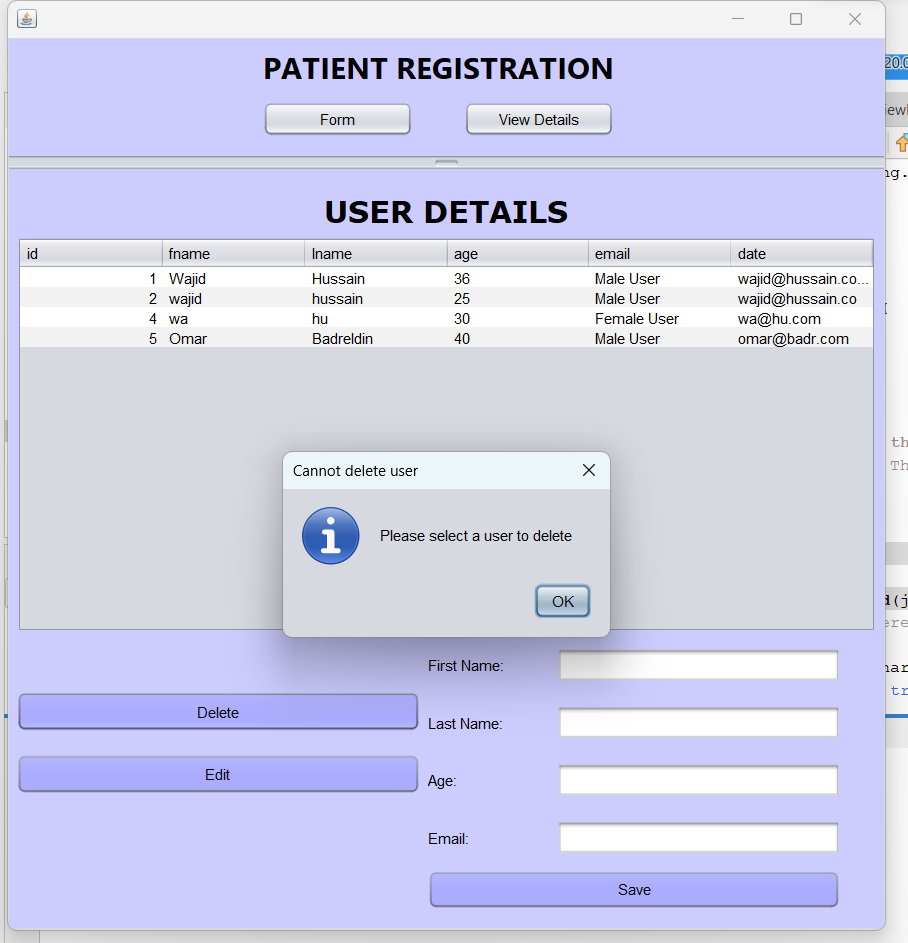 PATIENT REGISTRATION
Form View Details
USER DETAILS
id fname lname age email date
1 Wajid Hussain 36 Male User wajid@hussain.co...
2 wajid hussain 25 Male User wajid@hussain.co
4 wa hu 30 Female User wa@hu.com
5 Omar Badreldin 40 Male User omar@badr.com
Cannot delete user
Please select a user to delete
OK
First Name:
Delete
Last Name:
Edit
Age:
Email:
Save